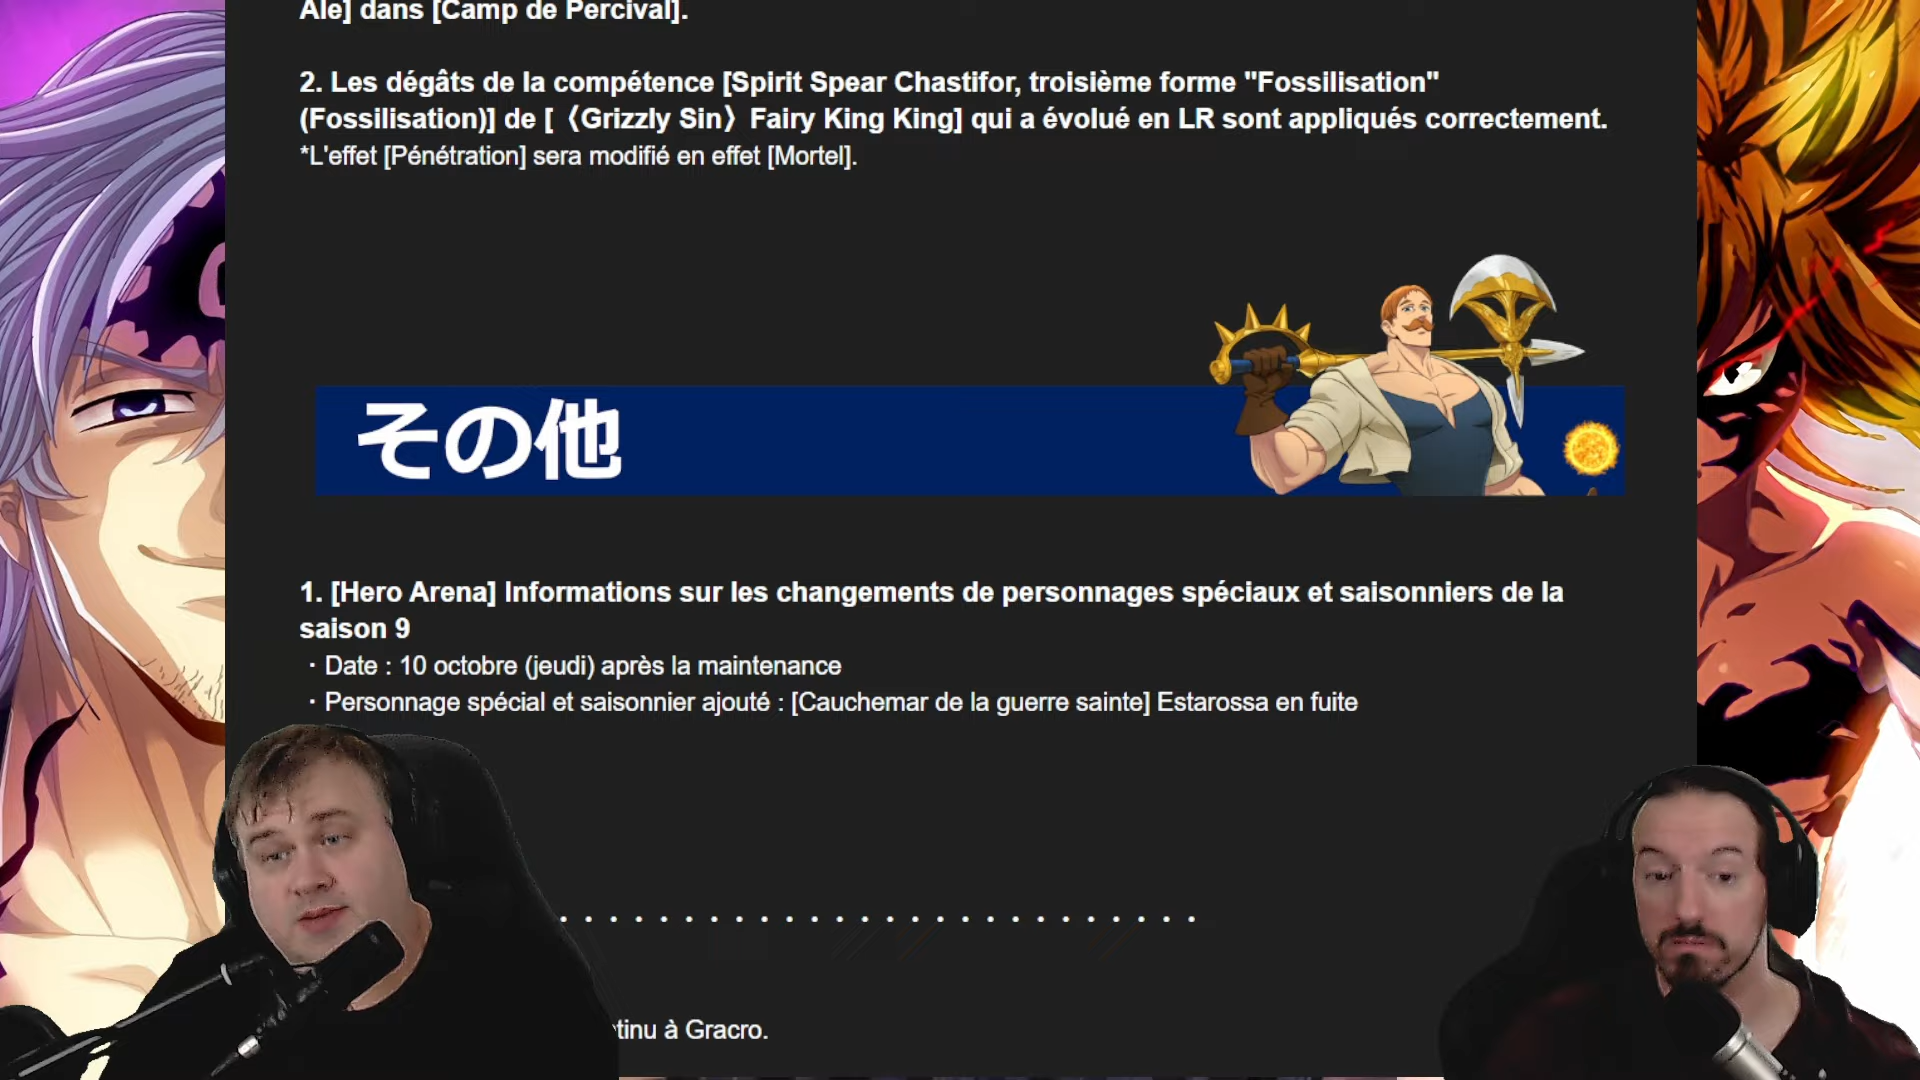 Ale] dans [Camp de Percival].
2. Les dégâts de la compétence [Spirit Spear Chastifor, troisième forme "Fossilisation"
(Fossilisation)] de [〈Grizzly Sin〉Fairy King King] qui a évolué en LR sont appliqués correctement.
*L'effet [Pénétration] sera modifié en effet [Mortel].
その他
1. [Hero Arena] Informations sur les changements de personnages spéciaux et saisonniers de la
saison 9
・Date : 10 octobre (jeudi) après la maintenance
・Personnage spécial et saisonnier ajouté : [Cauchemar de la guerre sainte] Estarossa en fuite
à Gracro.